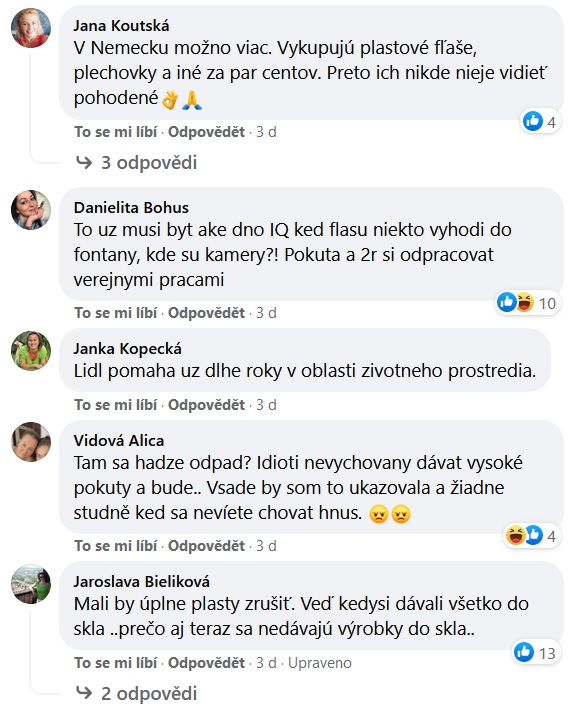 Jana Koutská
V Nemecku možno viac. Vykupujú plastové fľaše,
plechovky a iné za par centov. Preto ich nikde nieje vidieť
pohodené👌🙏
4
To se mi líbí · Odpovědět · 3 d
3 odpovědi
Danielita Bohus
To uz musi byt ake dno IQ ked flasu niekto vyhodi do
fontany, kde su kamery?! Pokuta a 2r si odpracovat
verejnymi pracami
10
To se mi líbí · Odpovědět · 3 d
Janka Kopecká
Lidl pomaha uz dlhe roky v oblasti zivotneho prostredia.
To se mi líbí · Odpovědět · 3 d
Vidová Alica
Tam sa hadze odpad? Idioti nevychovany dávat vysoké
pokuty a bude.. Vsade by som to ukazovala a žiadne
studně ked sa nevíete chovat hnus. 😠😠
4
To se mi líbí · Odpovědět · 3 d
Jaroslava Bieliková
Mali by úplne plasty zrušiť. Veď kedysi dávali všetko do
skla ..prečo aj teraz sa nedávajú výrobky do skla..
13
To se mi líbí · Odpovědět · 3 d · Upraveno
2 odpovědi